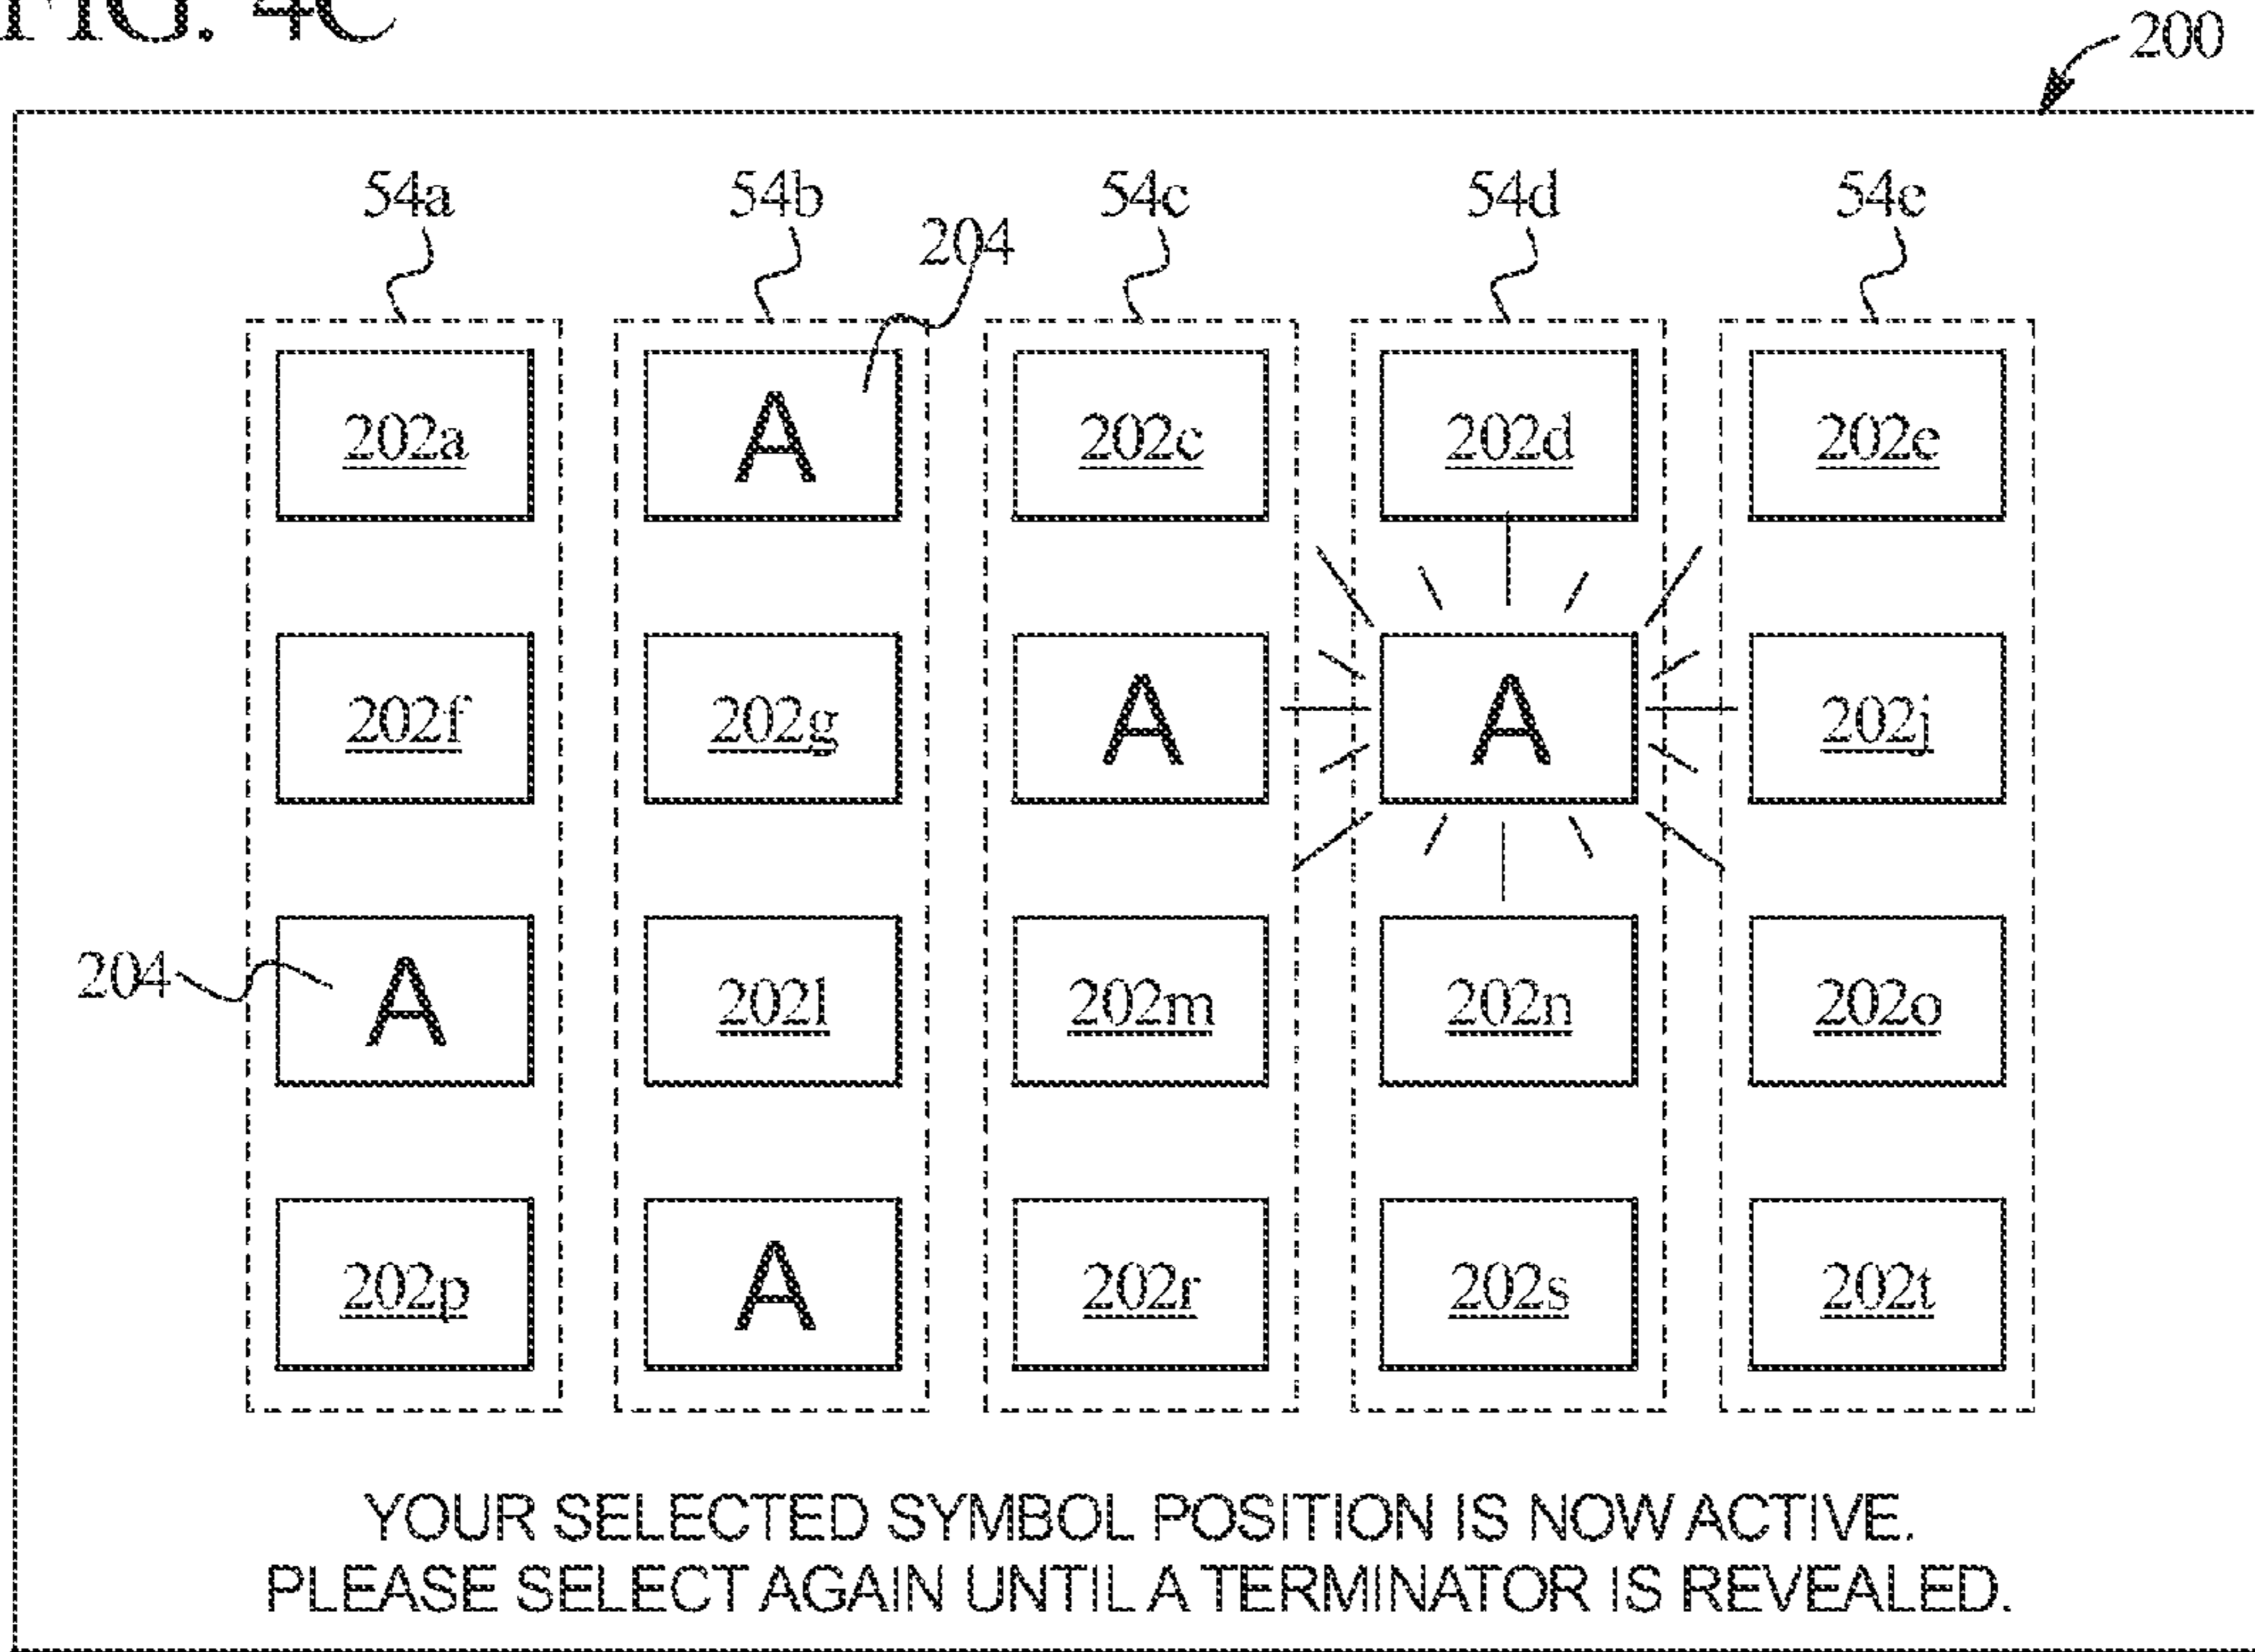 FIG. 4C
200
54a 54b 54c 54d 54e
204
202a A 202c 202d 202e
202f 202g A A 202j
204 A 202l 202m 202n 202o
202p A 202r 202s 202t
YOUR SELECTED SYMBOL POSITION IS NOW ACTIVE.
PLEASE SELECT AGAIN UNTIL A TERMINATOR IS REVEALED.